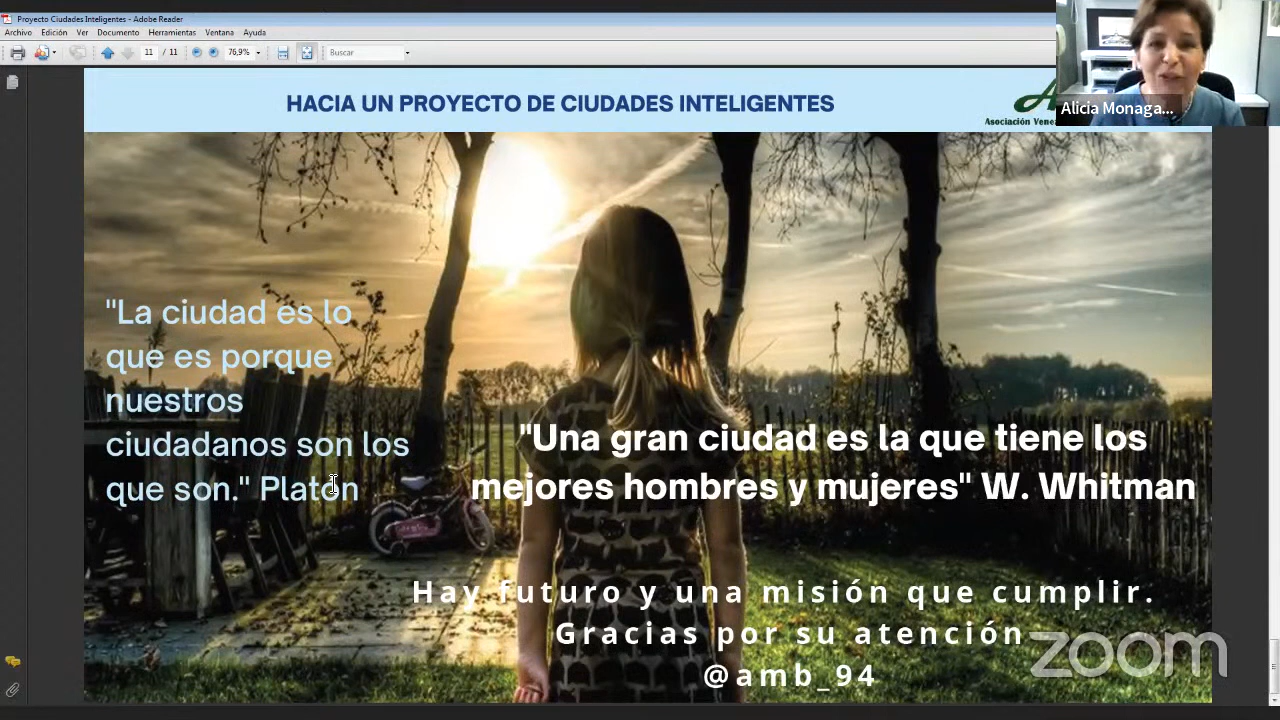 Proyecto Ciudades Inteligentes - Adobe Reader
Archivo Edición Ver Documento Herramientas Ventana Ayuda
11 / 11 76,9% Buscar
HACIA UN PROYECTO DE CIUDADES INTELIGENTES
Asociación
Alicia Monaga...
"La ciudad es lo
que es porque
nuestros
ciudadanos son los
que son." Platón
"Una gran ciudad es la que tiene los
mejores hombres y mujeres" W. Whitman
Hay futuro y una misión que cumplir.
Gracias por su atención
@amb_94
zoom